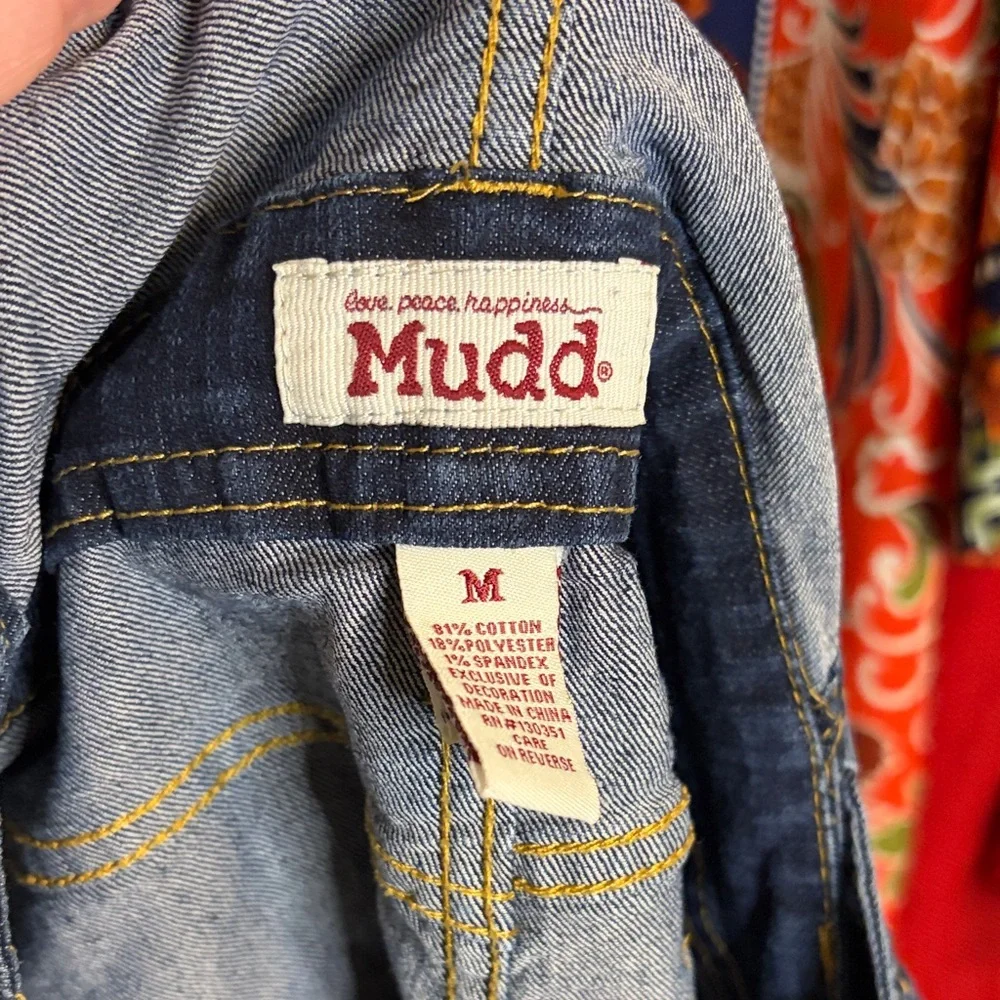 love. peace. happiness
Mudd®
M
81% COTTON
18% POLYESTER
1% SPANDEX
EXCLUSIVE OF
DECORATION
MADE IN CHINA
RN#130351
CARE
ON REVERSE